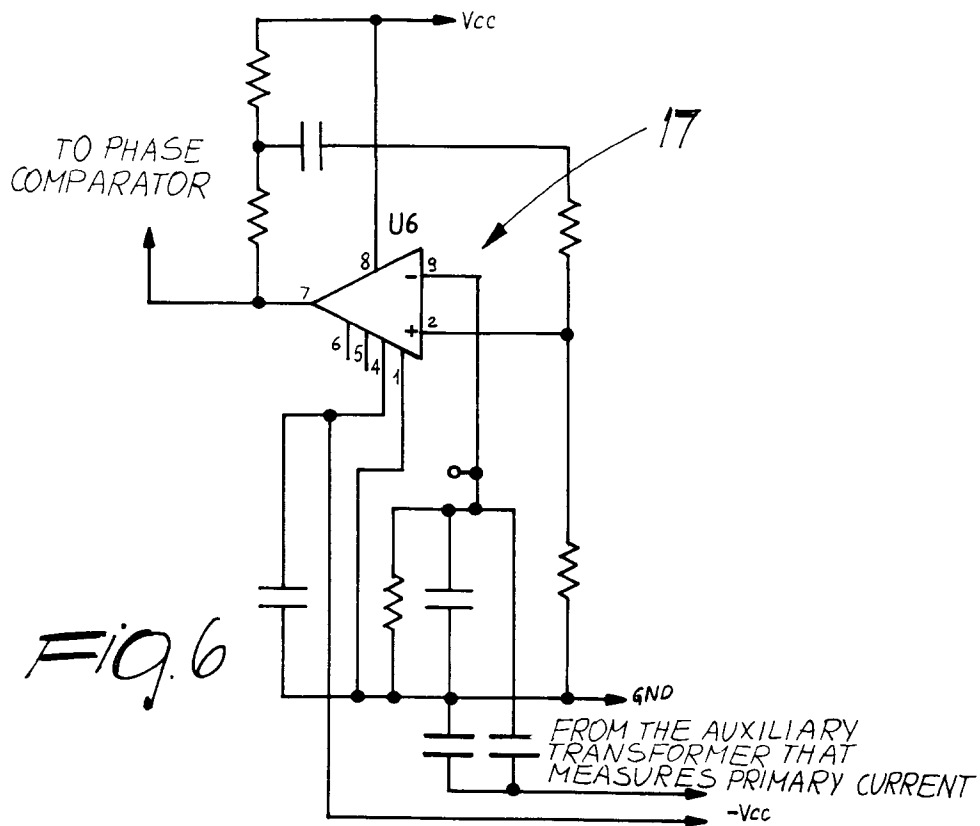 Vcc
17
TO PHASE
COMPARATOR
U6
8
9
-
7
2
+
6
5
4
1
GND
Fig.6
FROM THE AUXILIARY
TRANSFORMER THAT
MEASURES PRIMARY CURRENT
-Vcc